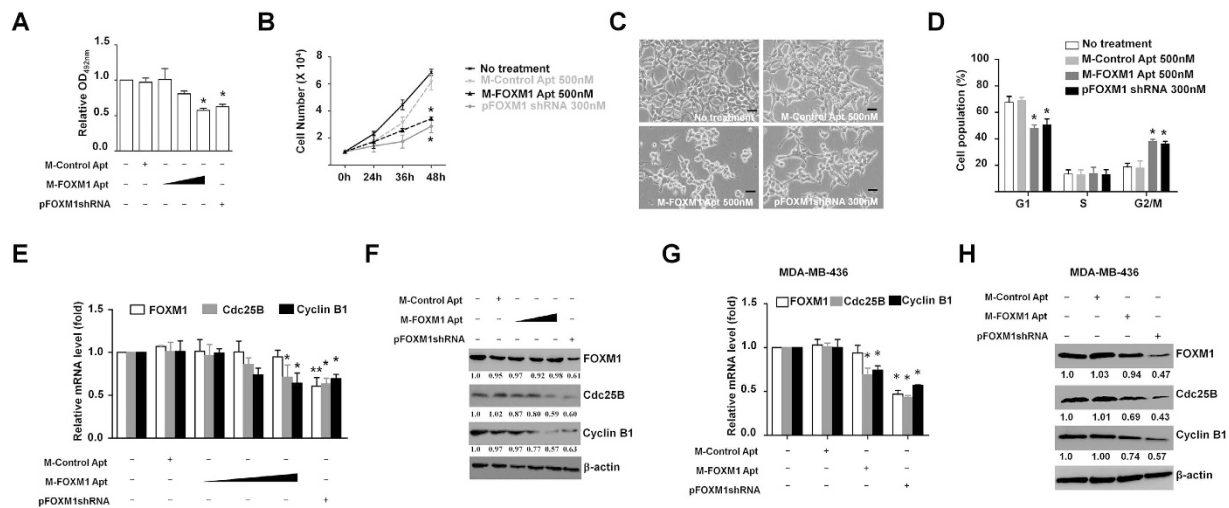 A
Relative OD492nm
1.5
1.0
0.5
0.0
* *
M-Control Apt – + – – – –
M-FOXM1 Apt – – –
pFOXM1shRNA – – – – – +
B
Cell Number (X 10⁴)
8
6
4
2
0h 24h 36h 48h
No treatment
M-Control Apt 500nM
M-FOXM1 Apt 500nM
pFOXM1 shRNA 300nM
*
*
C
No treatment
M-Control Apt 500nM
M-FOXM1 Apt 500nM
pFOXM1shRNA 300nM
D
No treatment
M-Control Apt 500nM
M-FOXM1 Apt 500nM
pFOXM1 shRNA 300nM
Cell population (%)
100
80
60
40
20
0
* *
* *
G1 S G2/M
E
FOXM1 Cdc25B Cyclin B1
Relative mRNA level (fold)
1.5
1.0
0.5
0.0
* * ** * *
M-Control Apt – + – – – –
M-FOXM1 Apt – – –
pFOXM1shRNA – – – – – +
F
M-Control Apt – + – – – –
M-FOXM1 Apt – – –
pFOXM1shRNA – – – – – +
FOXM1
1.0 0.95 0.97 0.92 0.98 0.61
Cdc25B
1.0 1.02 0.87 0.80 0.59 0.60
Cyclin B1
1.0 0.97 0.97 0.77 0.57 0.63
β-actin
G
MDA-MB-436
FOXM1 Cdc25B Cyclin B1
Relative mRNA level (fold)
1.5
1.0
0.5
0.0
* * * * *
M-Control Apt – + – –
M-FOXM1 Apt – – + –
pFOXM1shRNA – – – +
H
MDA-MB-436
M-Control Apt – + – –
M-FOXM1 Apt – – + –
pFOXM1shRNA – – – +
FOXM1
1.0 1.03 0.94 0.47
Cdc25B
1.0 1.01 0.69 0.43
Cyclin B1
1.0 1.00 0.74 0.57
β-actin